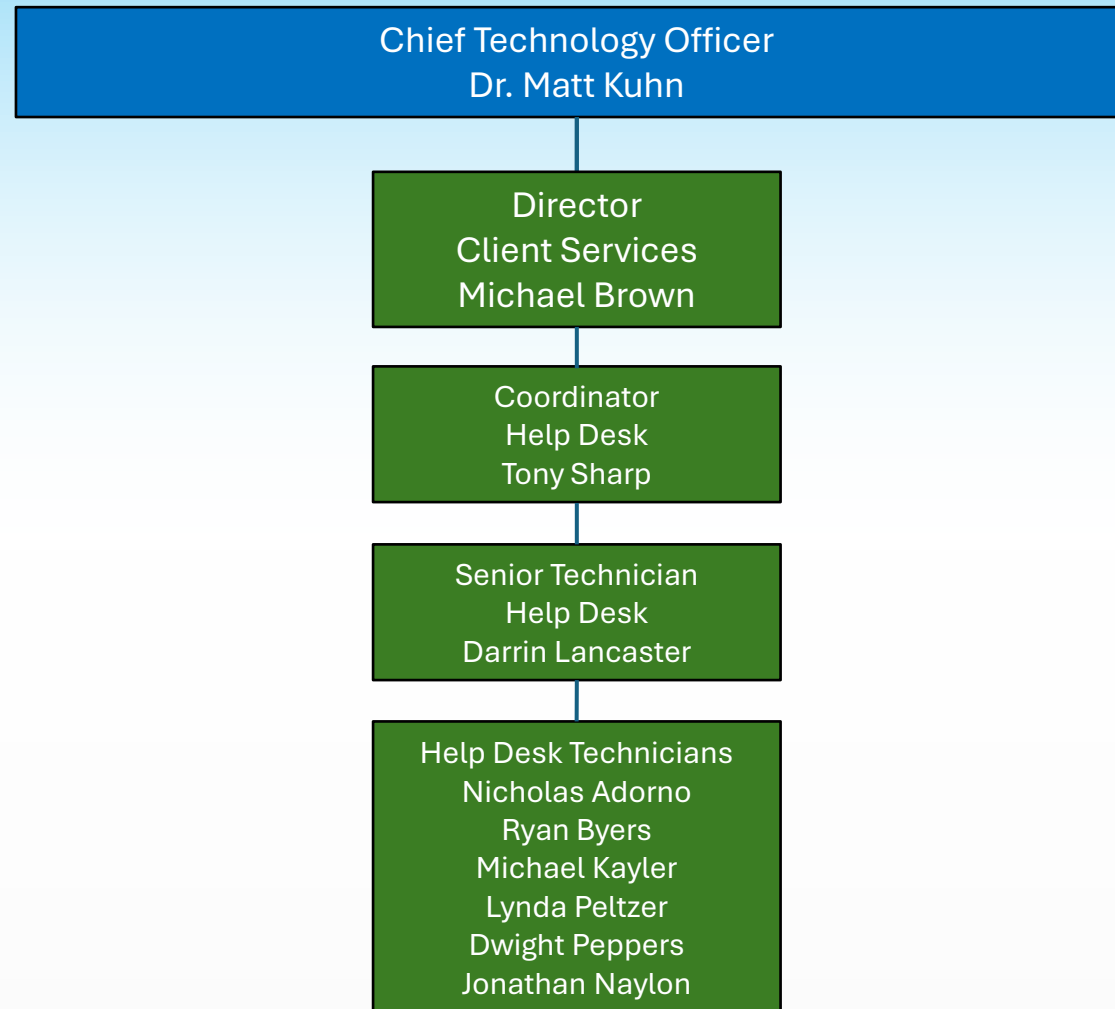 Chief Technology Officer
Dr. Matt Kuhn
Director
Client Services
Michael Brown
Coordinator
Help Desk
Tony Sharp
Senior Technician
Help Desk
Darrin Lancaster
Help Desk Technicians
Nicholas Adorno
Ryan Byers
Michael Kayler
Lynda Peltzer
Dwight Peppers
Jonathan Naylon